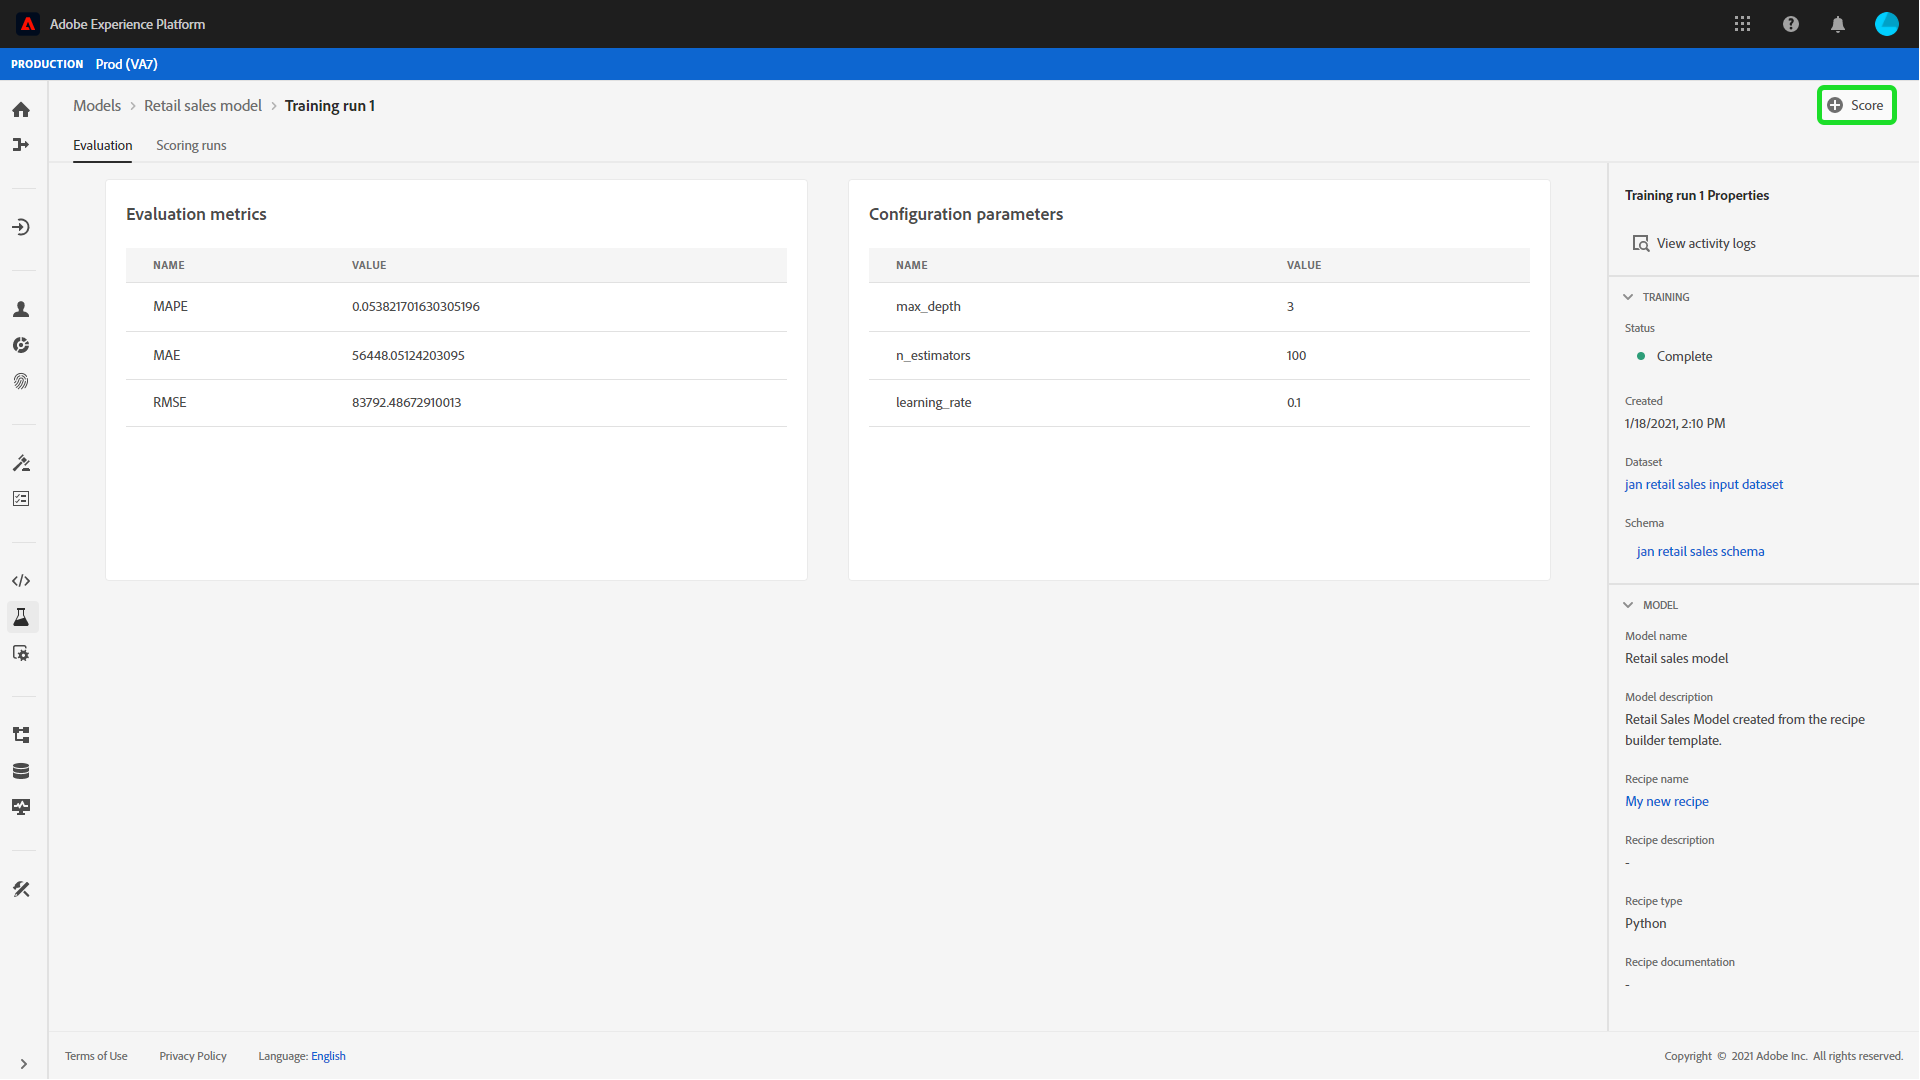 Adobe Experience Platform
PRODUCTION Prod (VA7)
Models > Retail sales model > Training run 1
Score
Evaluation Scoring runs
Evaluation metrics
NAME VALUE
MAPE 0.053821701630305196
MAE 56448.05124203095
RMSE 83792.48672910013
Configuration parameters
NAME VALUE
max_depth 3
n_estimators 100
learning_rate 0.1
Training run 1 Properties
View activity logs
TRAINING
Status
Complete
Created
1/18/2021, 2:10 PM
Dataset
jan retail sales input dataset
Schema
jan retail sales schema
MODEL
Model name
Retail sales model
Model description
Retail Sales Model created from the recipe
builder template.
Recipe name
My new recipe
Recipe description
-
Recipe type
Python
Recipe documentation
-
Terms of Use Privacy Policy Language: English
Copyright © 2021 Adobe Inc. All rights reserved.